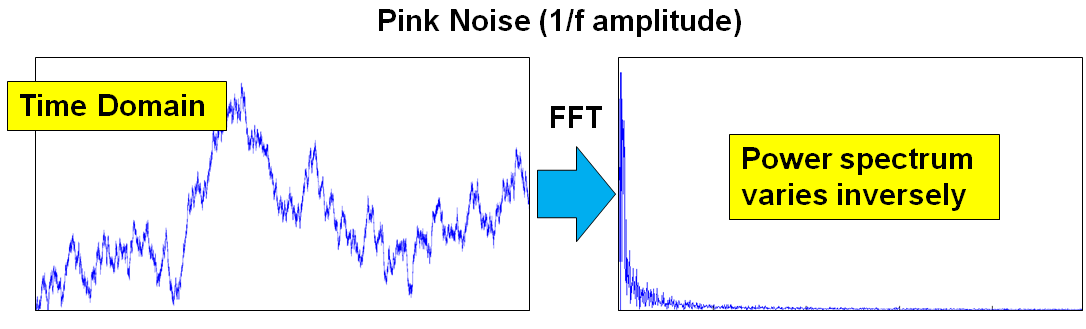 Pink Noise (1/f amplitude)
Time Domain
FFT
Power spectrum
varies inversely